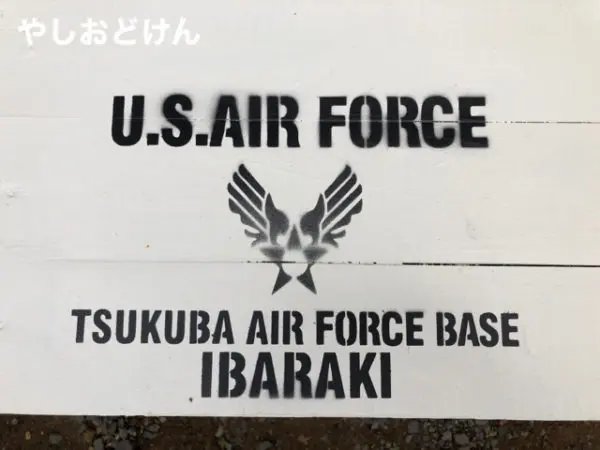 やしおどけん
U.S.AIR FORCE
TSUKUBA AIR FORCE BASE
IBARAKI